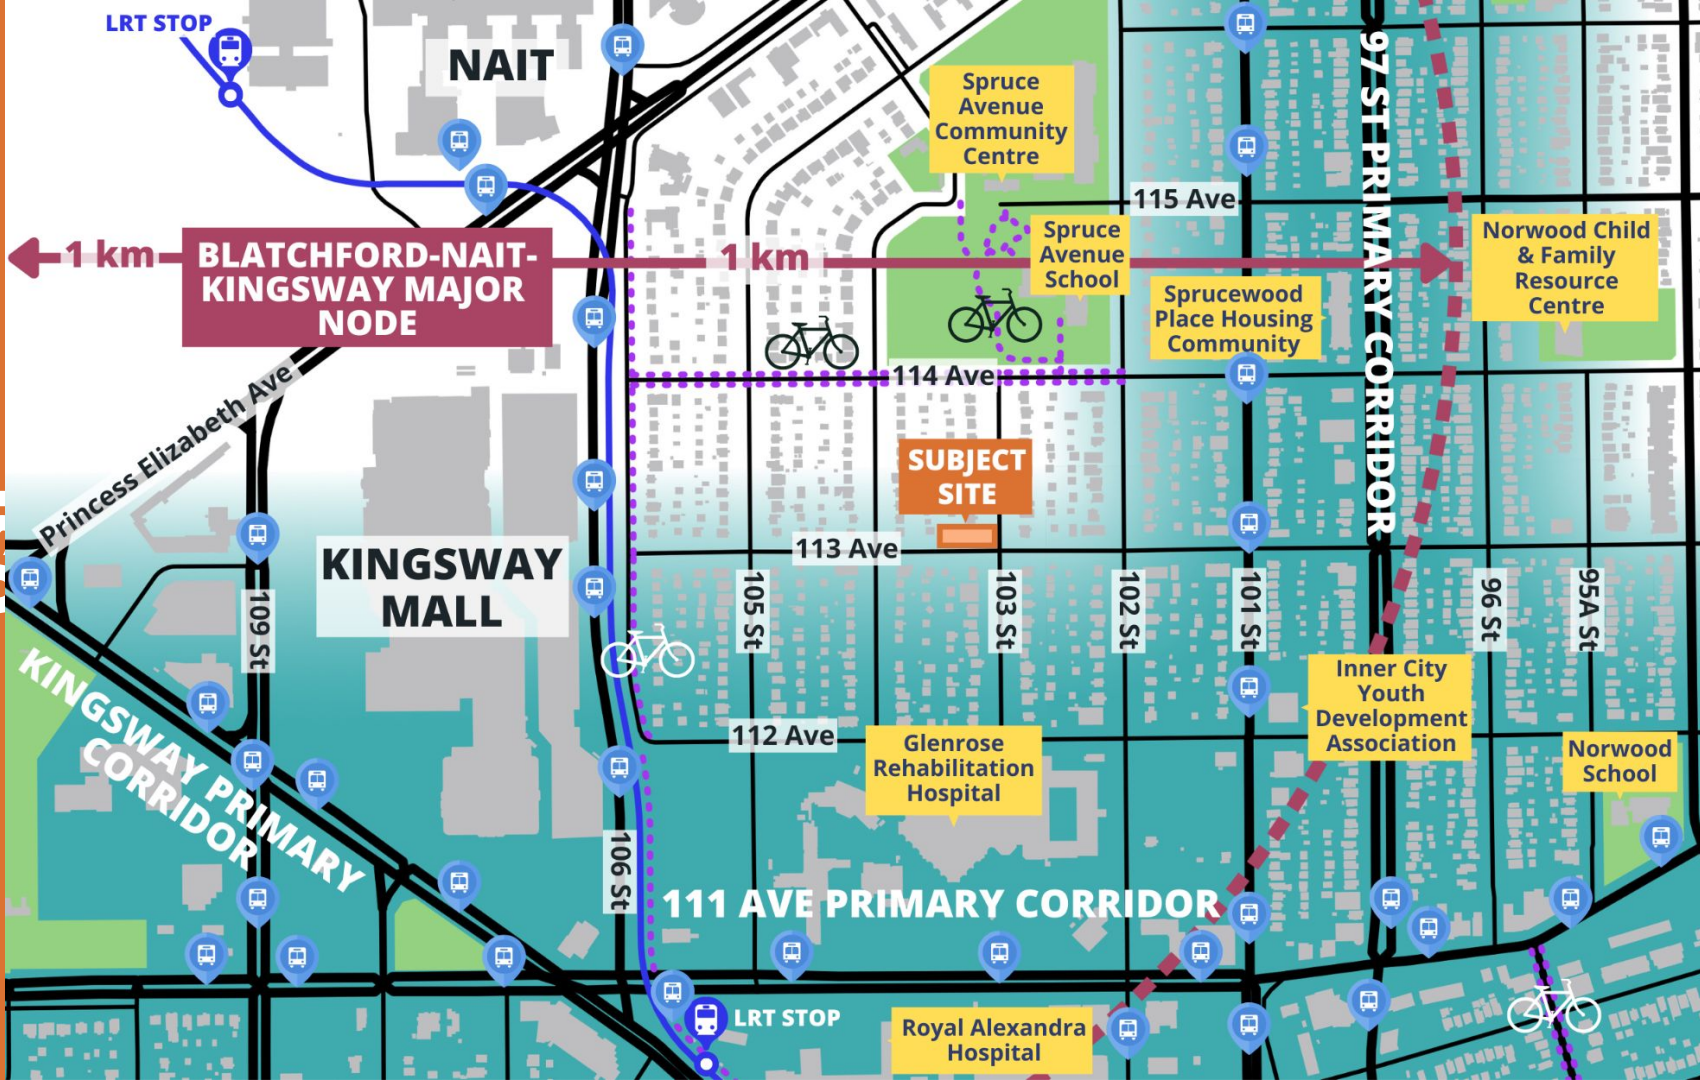 LRT STOP
NAIT
97 ST PRIMARY CORRIDOR
Spruce
Avenue
Community
Centre
115 Ave
Spruce
Avenue
School
Norwood Child
& Family
Resource
Centre
1 km
BLATCHFORD-NAIT-
KINGSWAY MAJOR
NODE
1 km
Sprucewood
Place Housing
Community
114 Ave
Princess Elizabeth Ave
SUBJECT
SITE
113 Ave
KINGSWAY
MALL
109 St
105 St
103 St
102 St
101 St
96 St
95A St
KINGSWAY PRIMARY
CORRIDOR
Inner City
Youth
Development
Association
112 Ave
Glenrose
Rehabilitation
Hospital
Norwood
School
106 St
111 AVE PRIMARY CORRIDOR
LRT STOP
Royal Alexandra
Hospital